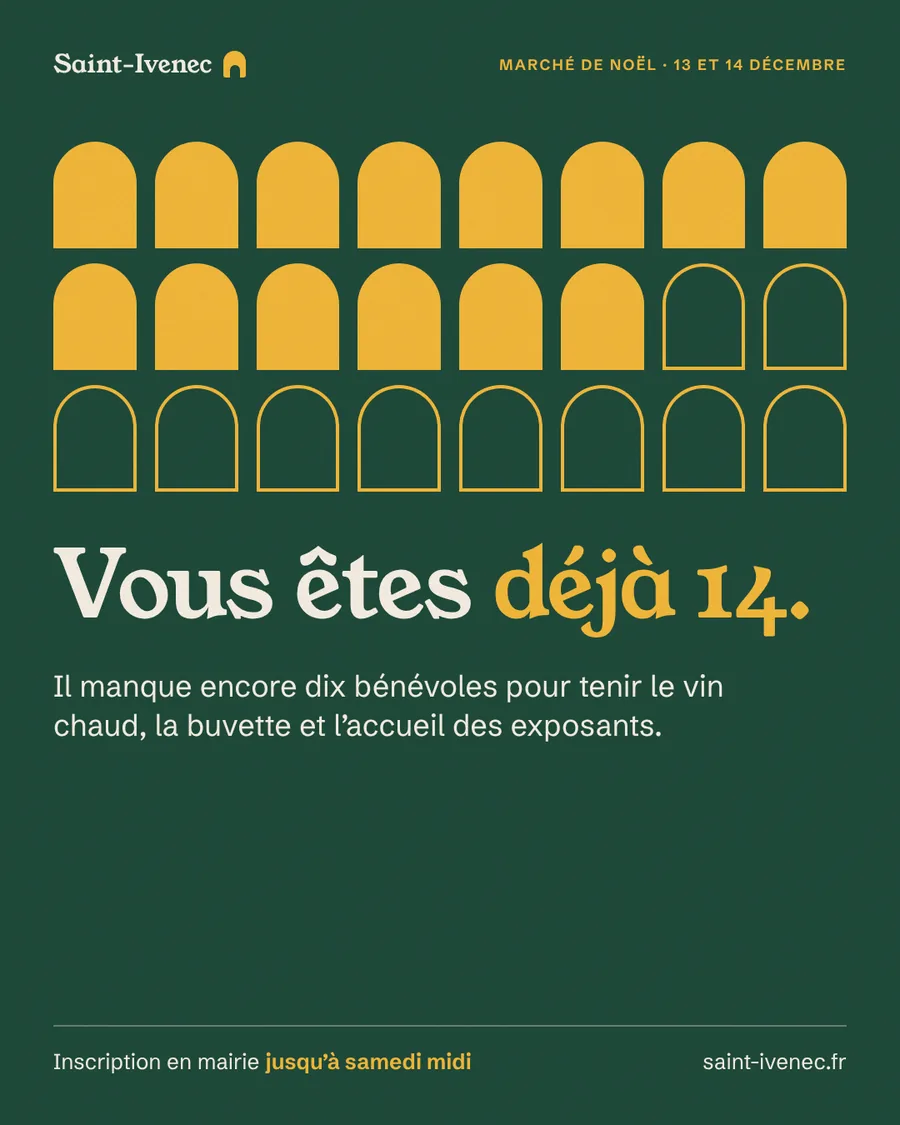 Saint-Ivenec
MARCHÉ DE NOËL · 13 ET 14 DÉCEMBRE
Vous êtes déjà 14.
Il manque encore dix bénévoles pour tenir le vin
chaud, la buvette et l’accueil des exposants.
Inscription en mairie jusqu’à samedi midi
saint-ivenec.fr